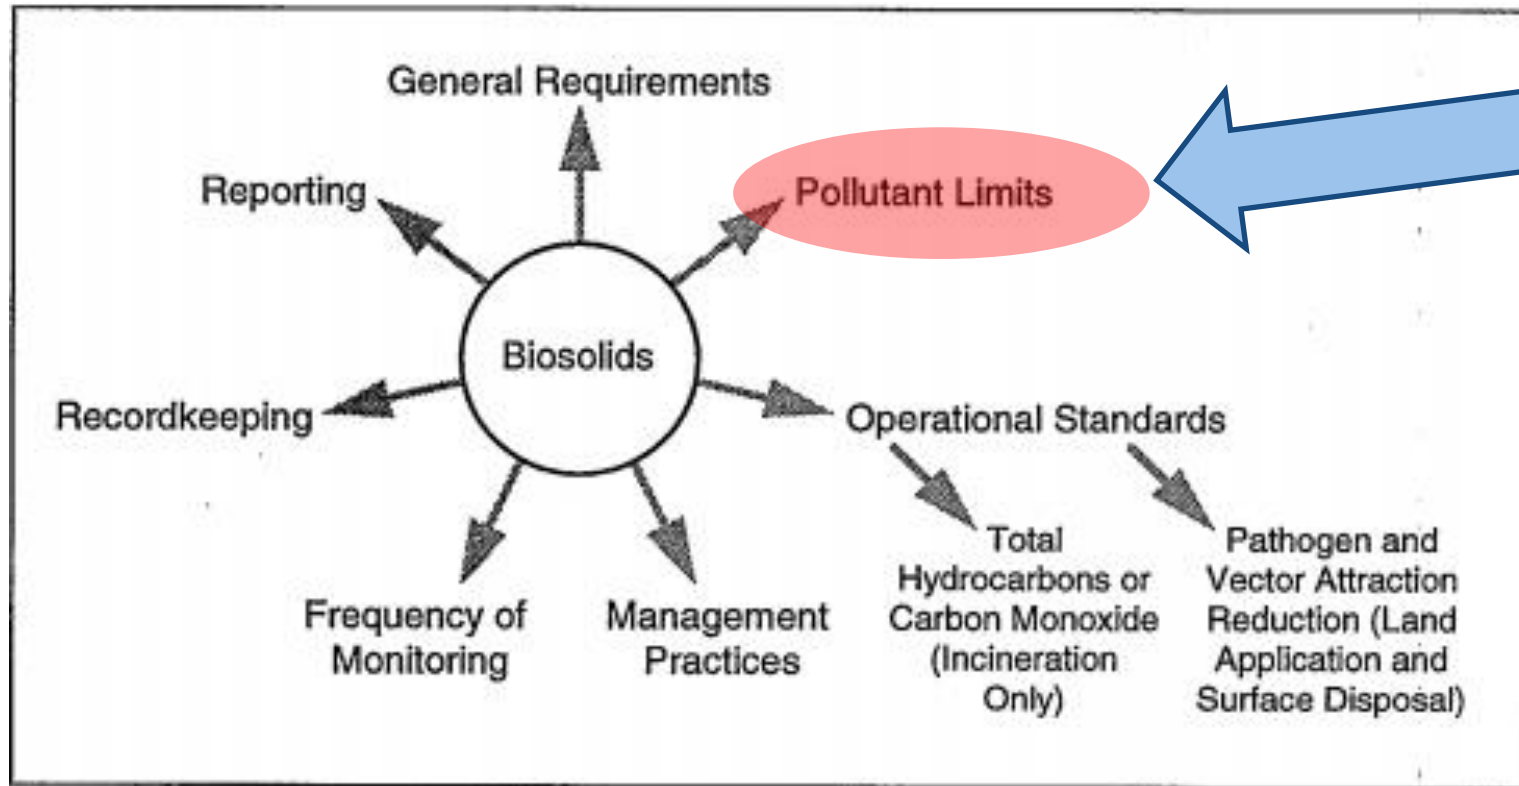 General Requirements
Reporting
Pollutant Limits
Biosolids
Recordkeeping
Operational Standards
Frequency of
Monitoring
Management
Practices
Total
Hydrocarbons or
Carbon Monoxide
(Incineration
Only)
Pathogen and
Vector Attraction
Reduction (Land
Application and
Surface Disposal)